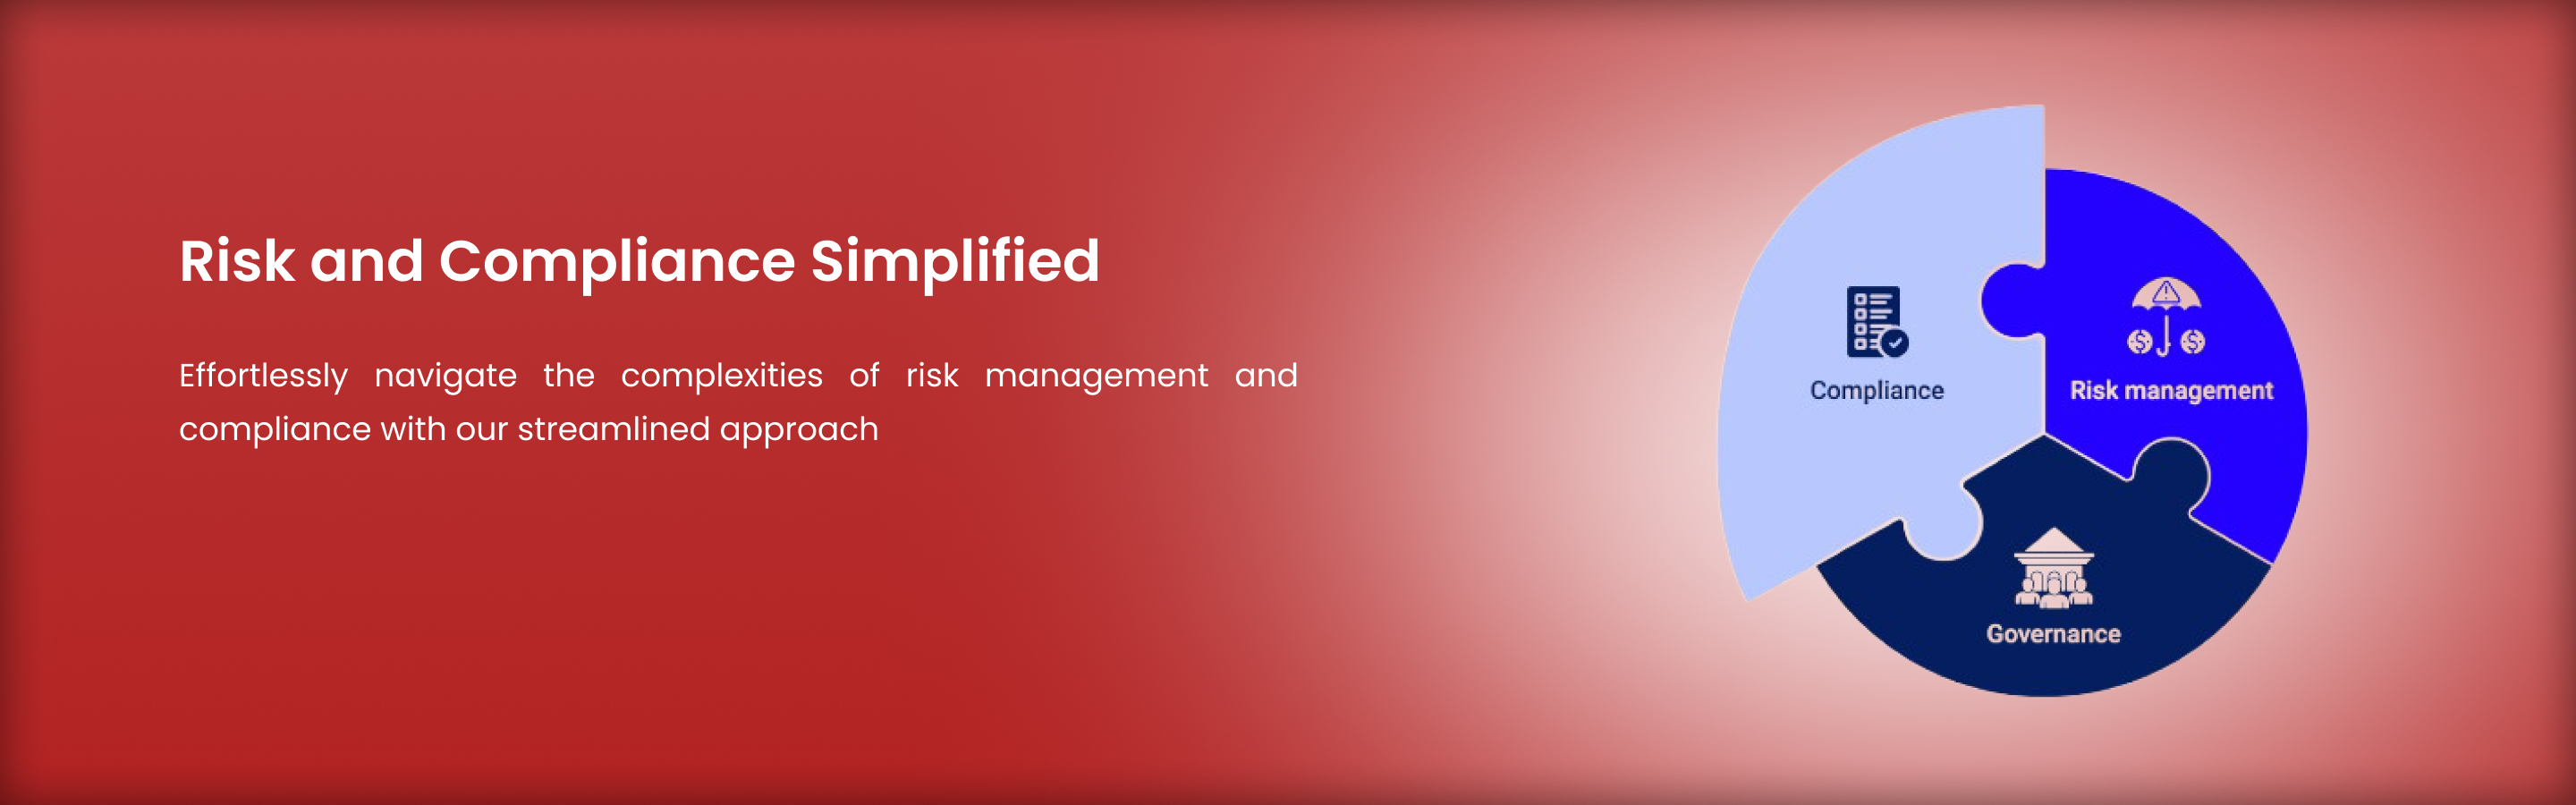 Risk and Compliance Simplified
Effortlessly navigate the complexities of risk management and
compliance with our streamlined approach
Compliance
Risk management
Governance